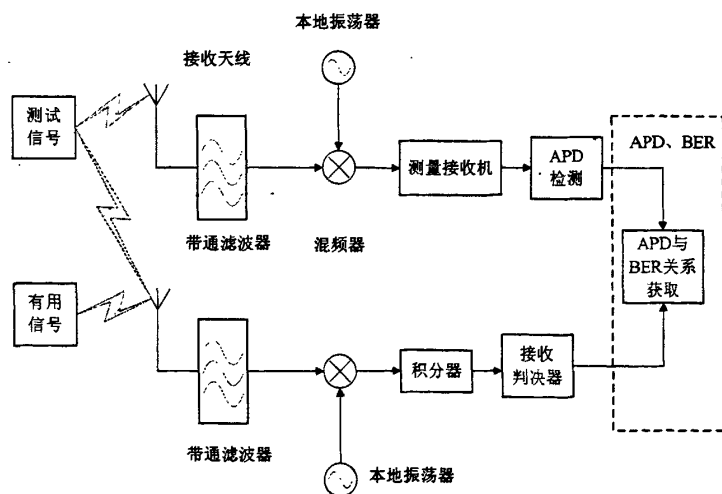 本地振荡器
接收天线
测试
信号
APD、BER
测量接收机
APD
检测
带通滤波器
混频器
APD与
BER关系
获取
有用
信号
积分器
接收
判决器
带通滤波器
本地振荡器